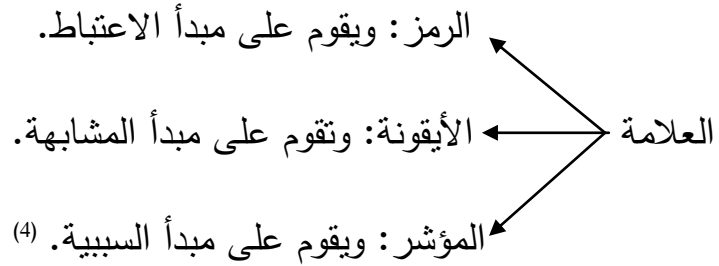 الرمز: ويقوم على مبدأ الاعتباط.
العلامة
الأيقونة: وتقوم على مبدأ المشابهة.
المؤشر: ويقوم على مبدأ السببية. (4)